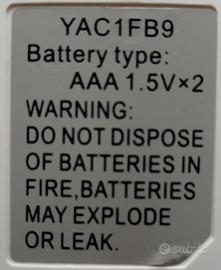 YAC1FB9
Battery type:
AAA 1.5V×2
WARNING:
DO NOT DISPOSE
OF BATTERIES IN
FIRE,BATTERIES
MAY EXPLODE
OR LEAK.
subito